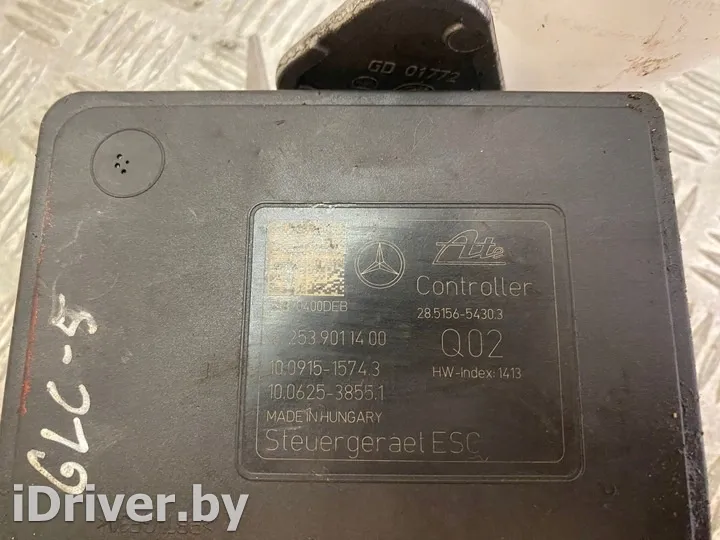 GD 01772
Ate
Controller
28.5156-5430.3
253 901 14 00
Q02
10.0915-1574.3
HW-Index: 1413
10.0625-3855.1
MADE IN HUNGARY
Steuergeraet ESC
GLC-5
iDriver.by